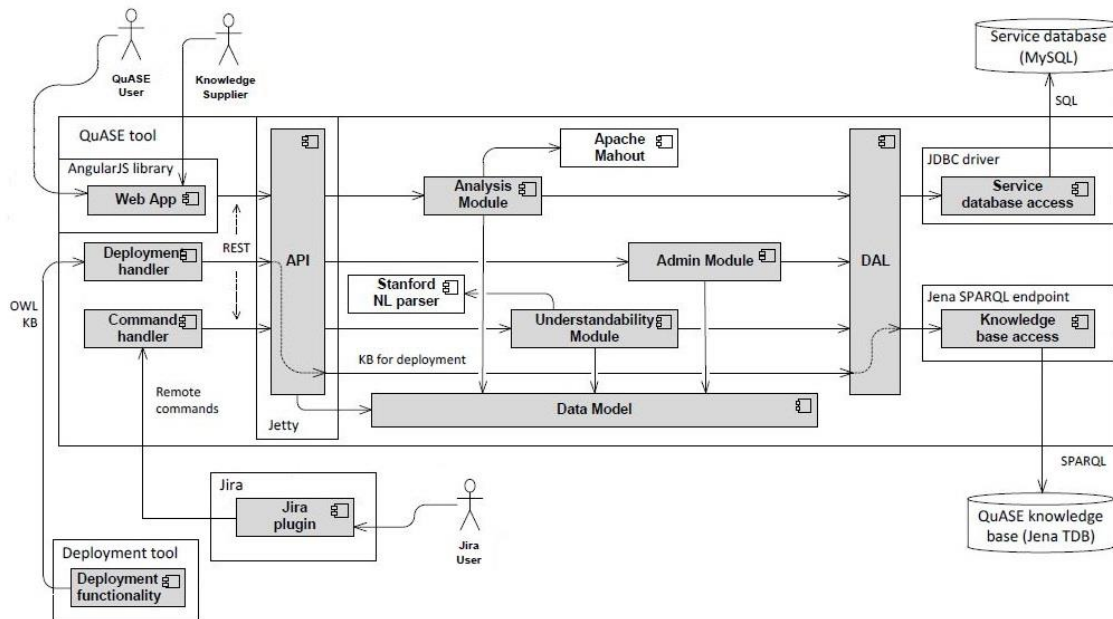 Service database
(MySQL)
QuASE
User
Knowledge
Supplier
SQL
QuASE tool
AngularJS library
Web App
Apache
Mahout
JDBC driver
Analysis
Module
Service
database access
REST
Deployment
handler
API
Admin Module
DAL
OWL
KB
Stanford
NL parser
Jena SPARQL endpoint
Commands
handler
Understandability
Module
Knowledge
base access
KB for deployment
Remote
commands
Data Model
Jetty
SPARQL
Jira
Jira
plugin
Jira
User
QuASE knowledge
base (Jena TDB)
Deployment tool
Deployment
functionality